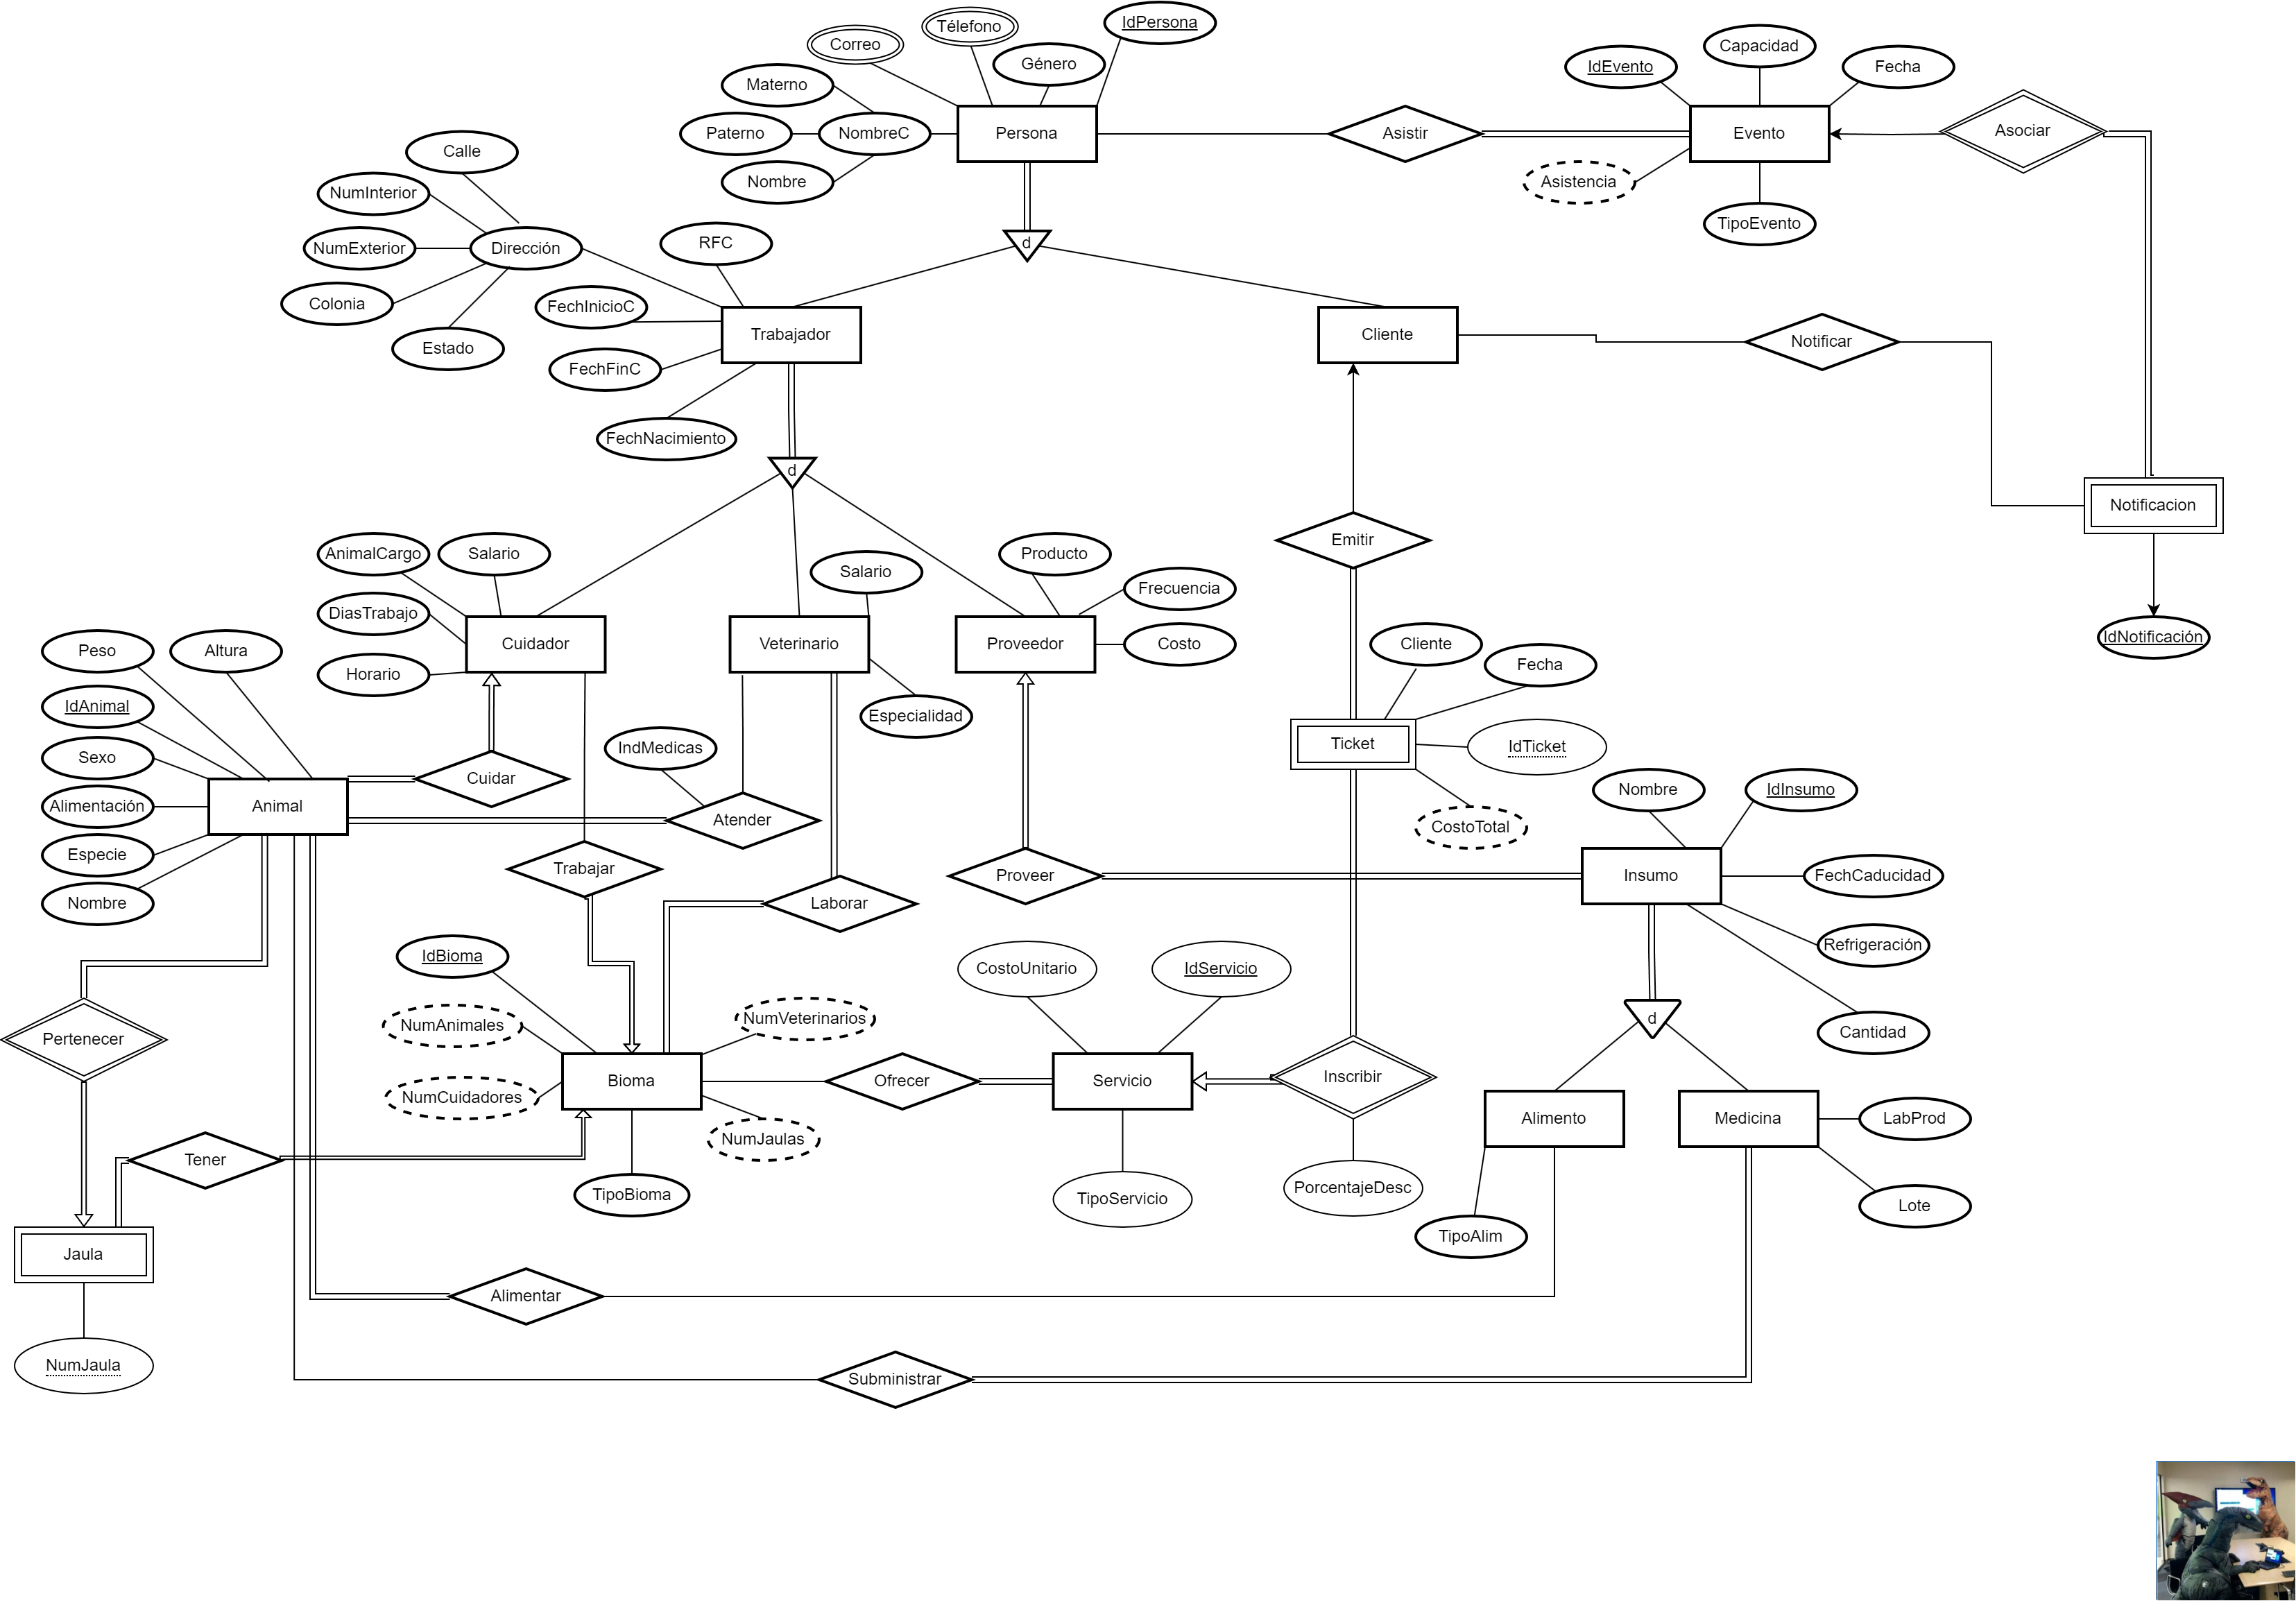 IdPersona
Télefono
Correo
Género
Capacidad
IdEvento
Fecha
Materno
Paterno
NombreC
Persona
Asistir
Evento
Asociar
Nombre
Asistencia
TipoEvento
Calle
NumInterior
NumExterior
Dirección
Colonia
Estado
RFC
d
FechInicioC
Trabajador
Cliente
Notificar
FechFinC
FechNacimiento
d
Notificacion
IdNotificación
Emitir
AnimalCargo
Salario
Salario
Producto
Frecuencia
DiasTrabajo
Cuidador
Veterinario
Proveedor
Costo
Horario
Especialidad
Cliente
Fecha
Ticket
IdTicket
CostoTotal
Peso
Altura
IdAnimal
Sexo
Alimentación
Animal
Especie
Nombre
Cuidar
IndMedicas
Atender
Trabajar
Laborar
Proveer
Nombre
IdInsumo
Insumo
FechCaducidad
Refrigeración
Cantidad
d
IdBioma
NumAnimales
NumVeterinarios
CostoUnitario
IdServicio
Pertenecer
NumCuidadores
Bioma
Ofrecer
Servicio
Inscribir
Alimento
Medicina
LabProd
NumJaulas
Tener
TipoBioma
TipoServicio
PorcentajeDesc
TipoAlim
Lote
Jaula
Alimentar
NumJaula
Subministrar